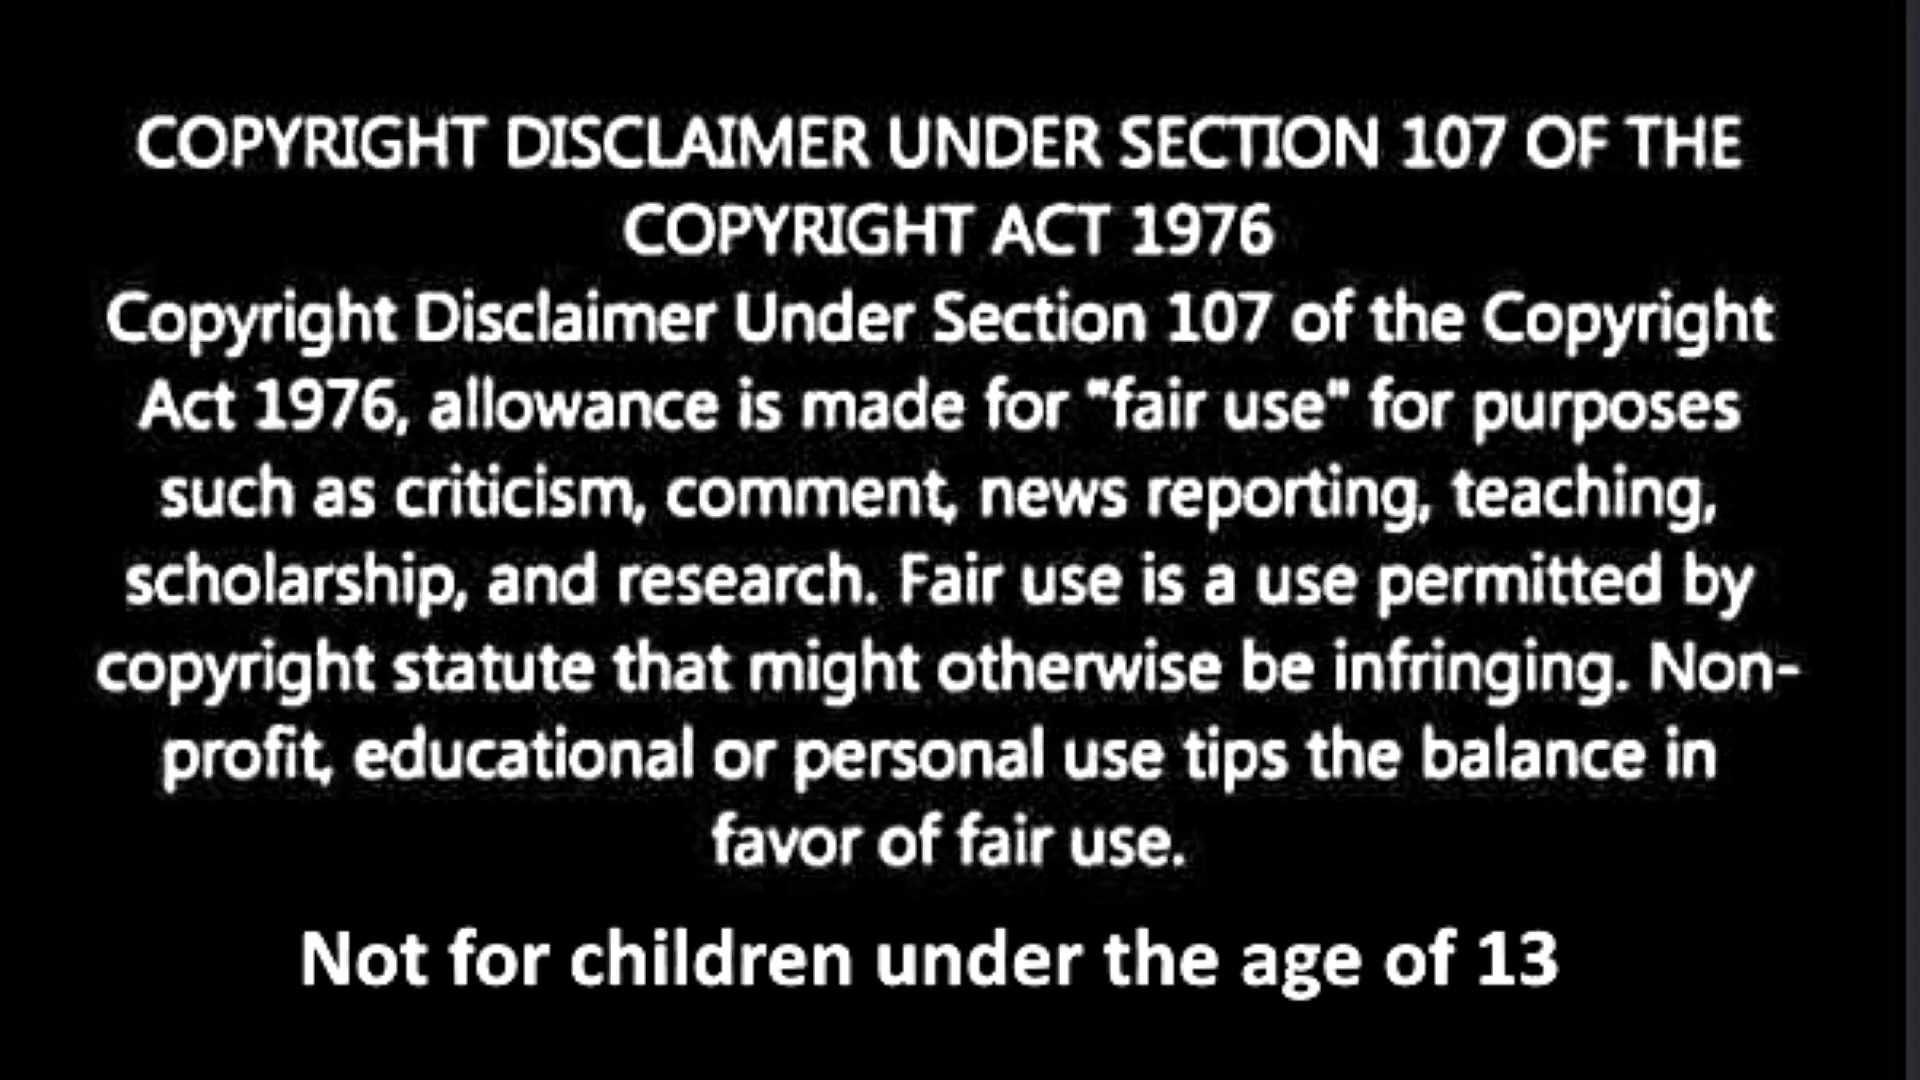 COPYRIGHT DISCLAIMER UNDER SECTION 107 OF THE
COPYRIGHT ACT 1976
Copyright Disclaimer Under Section 107 of the Copyright
Act 1976, allowance is made for "fair use" for purposes
such as criticism, comment, news reporting, teaching,
scholarship, and research. Fair use is a use permitted by
copyright statute that might otherwise be infringing. Non-
profit, educational or personal use tips the balance in
favor of fair use.
Not for children under the age of 13